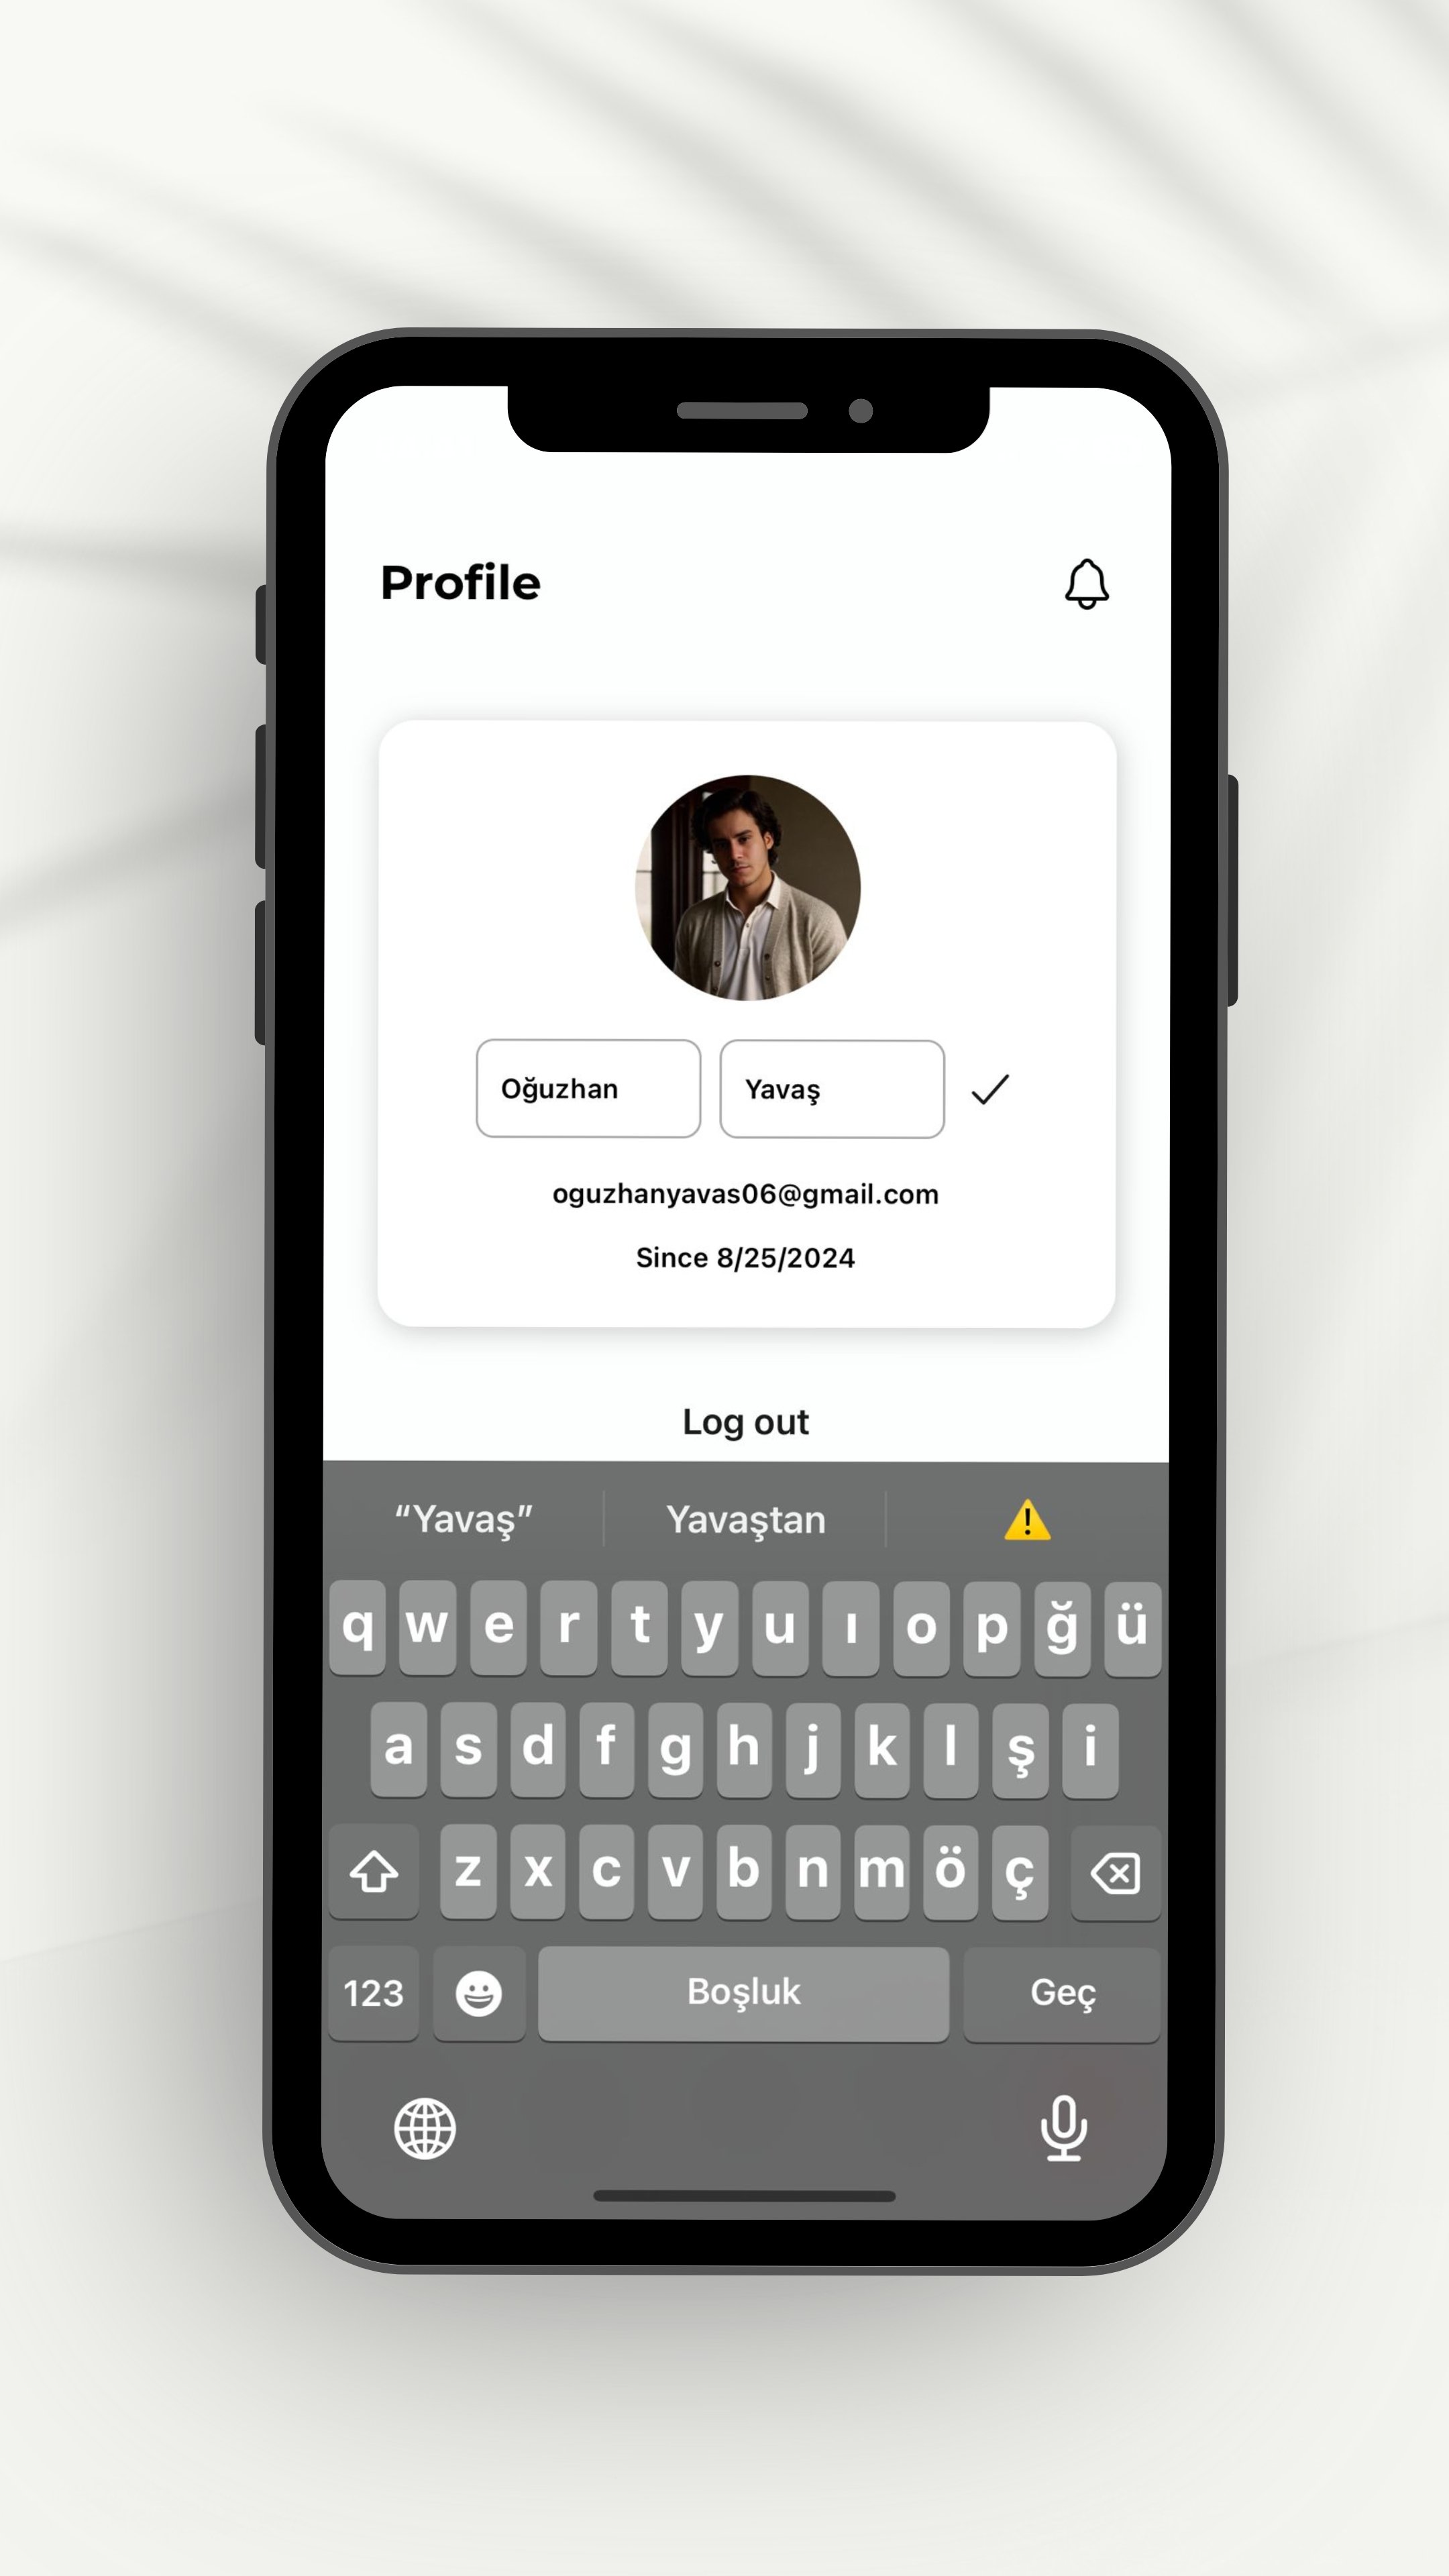 Profile
Oğuzhan Yavaş
oguzhanyavas06@gmail.com
Since 8/25/2024
Log out
“Yavaş” Yavaştan
q w e r t y u ı o p ğ ü
a s d f g h j k l ş i
z x c v b n m ö ç
123 Boşluk Geç